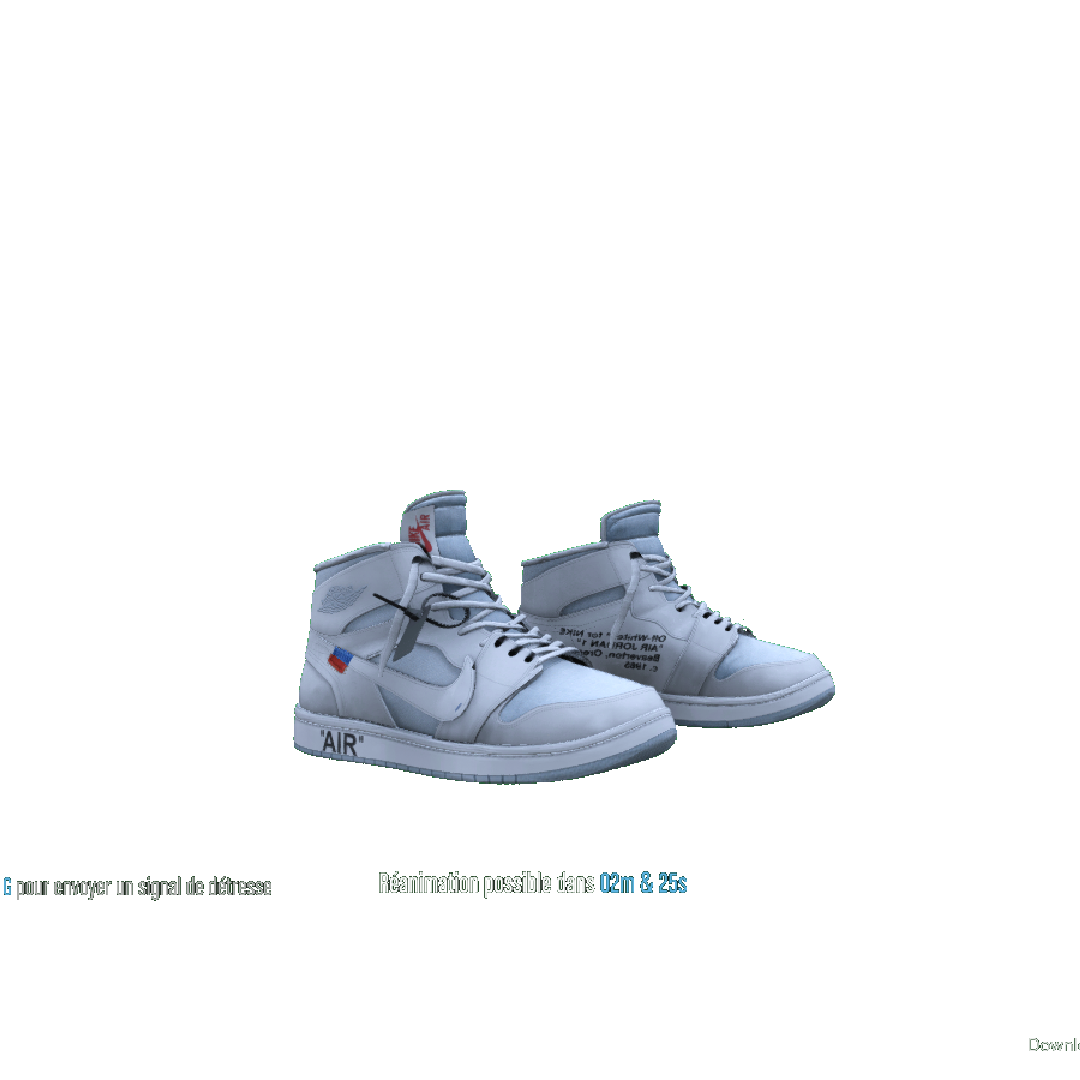 NIKE
AIR
Off-White™ for NIKE
"AIR JORDAN 1"
Beaverton, Oregon
c. 1985
"AIR"
G pour envoyer un signal de détresse
Réanimation possible dans 02m & 25s
Downl